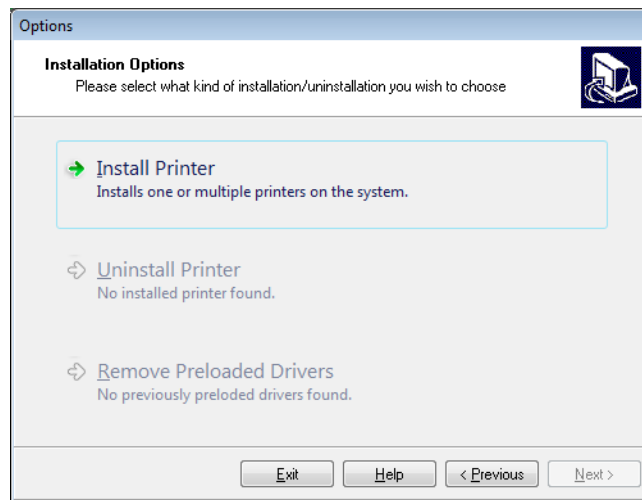 Options
Installation Options
Please select what kind of installation/uninstallation you wish to choose
Install Printer
Installs one or multiple printers on the system.
Uninstall Printer
No installed printer found.
Remove Preloaded Drivers
No previously preloded drivers found.
Exit
Help
< Previous
Next >